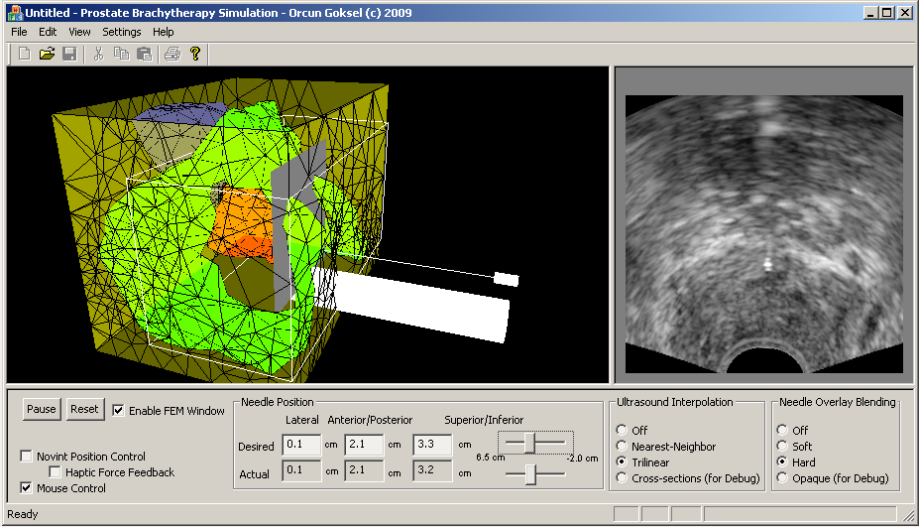 Untitled - Prostate Brachytherapy Simulation - Orcun Goksel (c) 2009
File Edit View Settings Help
Pause Reset Enable FEM Window
Novint Position Control
Haptic Force Feedback
Mouse Control
Needle Position
Lateral Anterior/Posterior Superior/Inferior
Desired 0.1 cm 2.1 cm 3.3 cm
6.5 cm -2.0 cm
Actual 0.1 cm 2.1 cm 3.2 cm
Ultrasound Interpolation
Off
Nearest-Neighbor
Trilinear
Cross-sections (for Debug)
Needle Overlay Blending
Off
Soft
Hard
Opaque (for Debug)
Ready